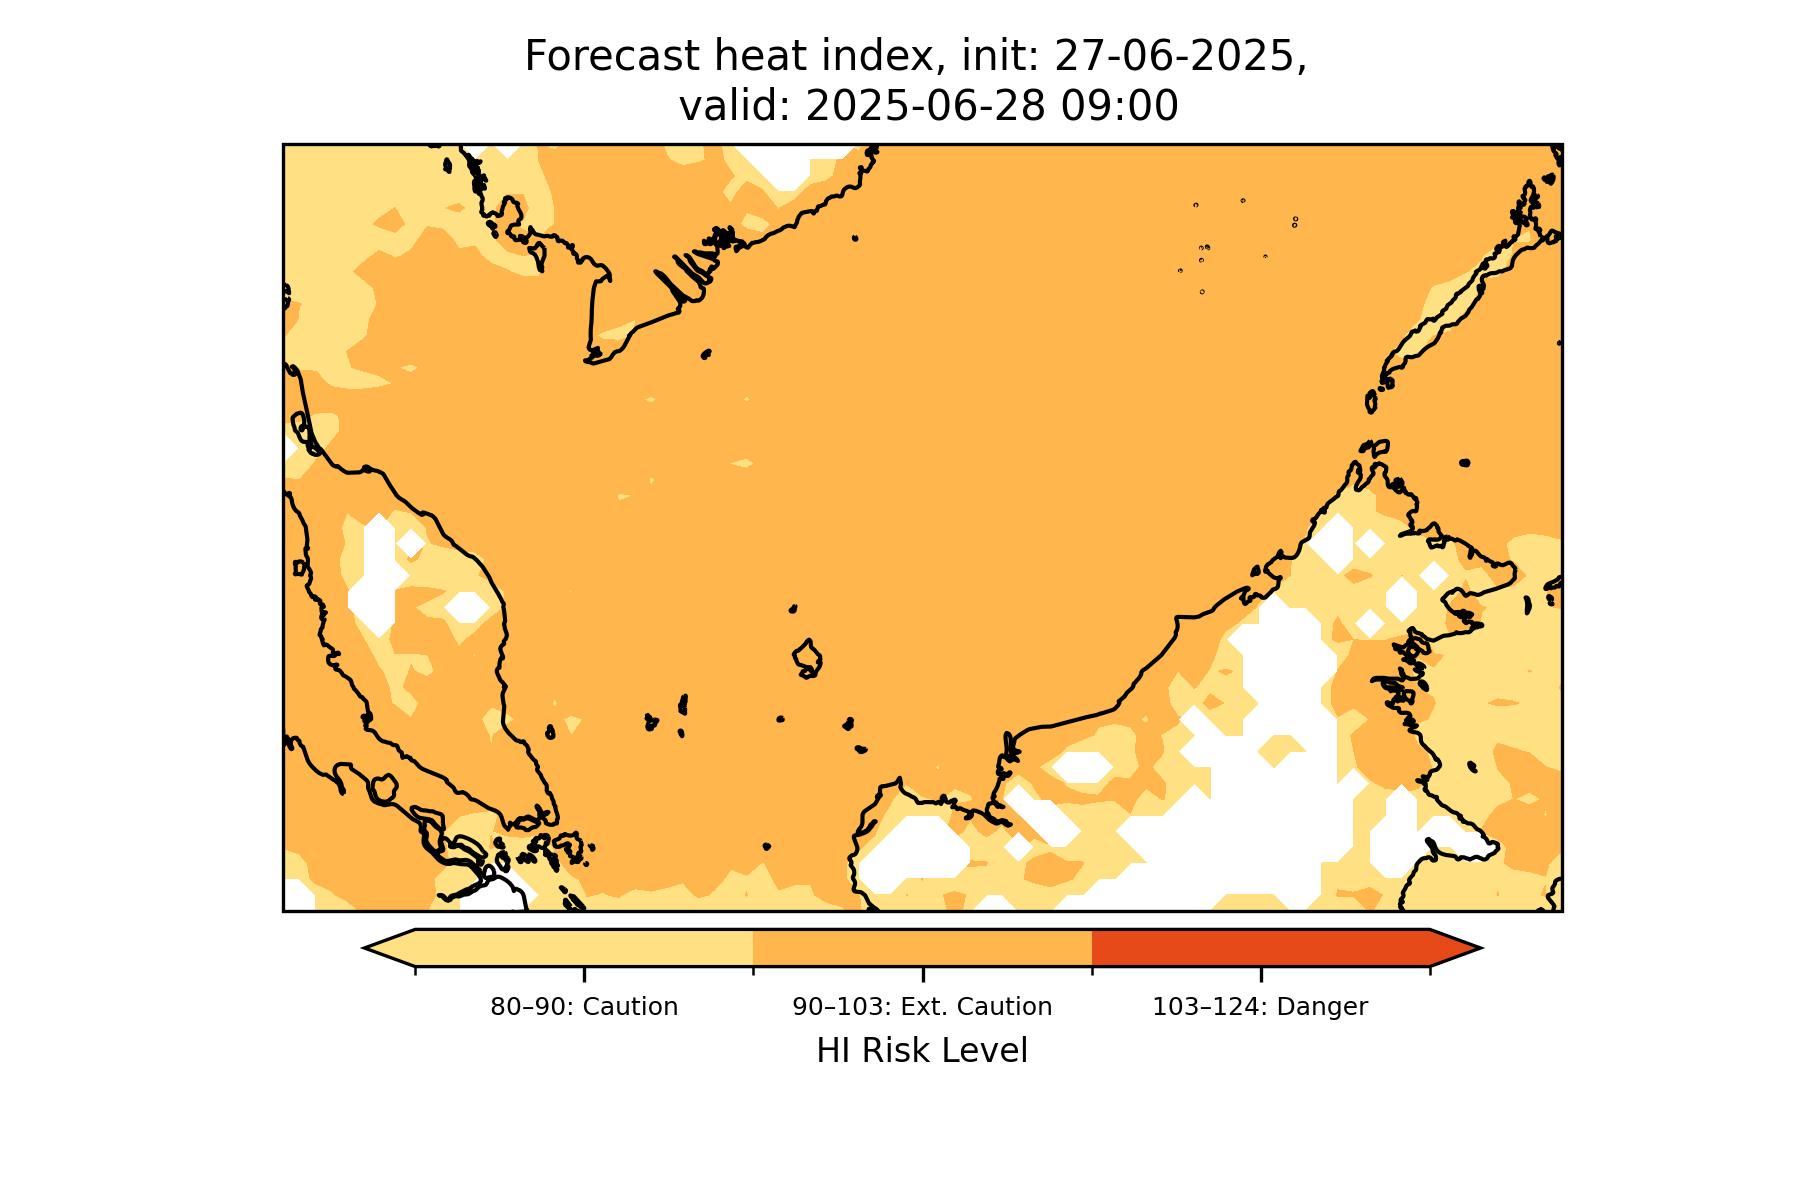 Forecast heat index, init: 27-06-2025,
valid: 2025-06-28 09:00
80–90: Caution
90–103: Ext. Caution
103–124: Danger
HI Risk Level